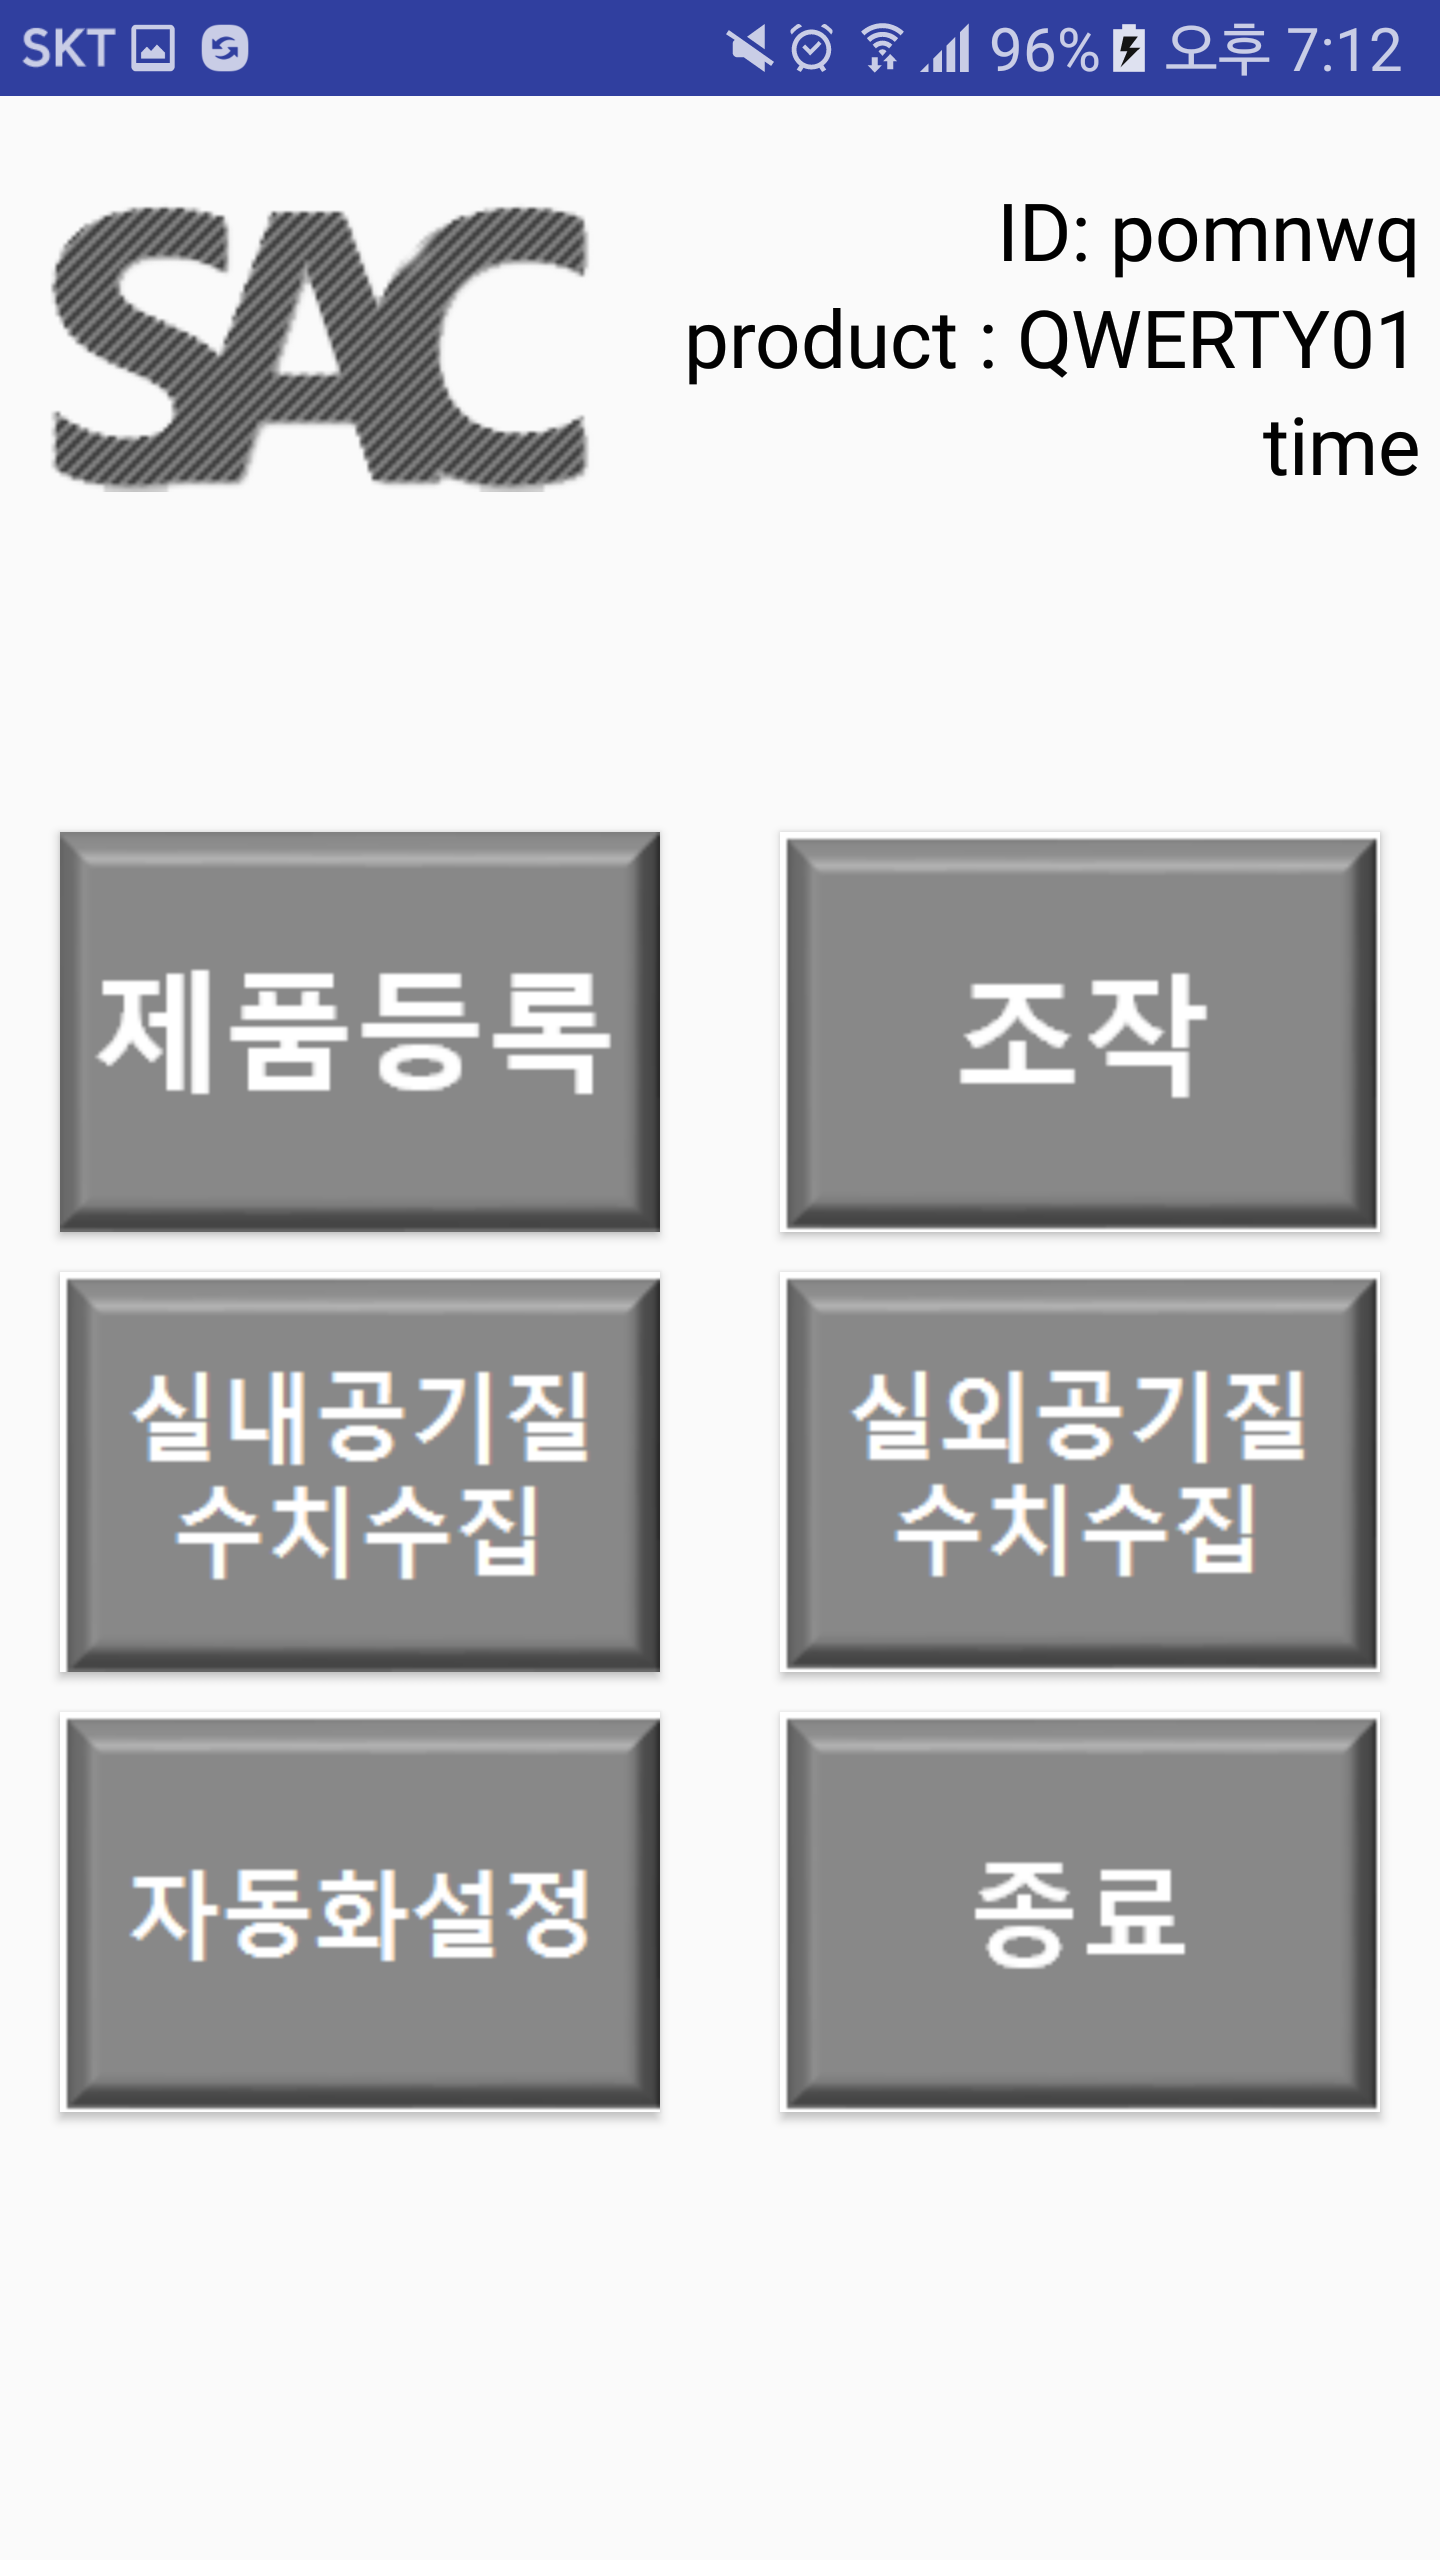 SKT 96% 오후 7:12
SAC
ID: pomnwq
product : QWERTY01
time
제품등록
조작
실내공기질
수치수집
실외공기질
수치수집
자동화설정
종료